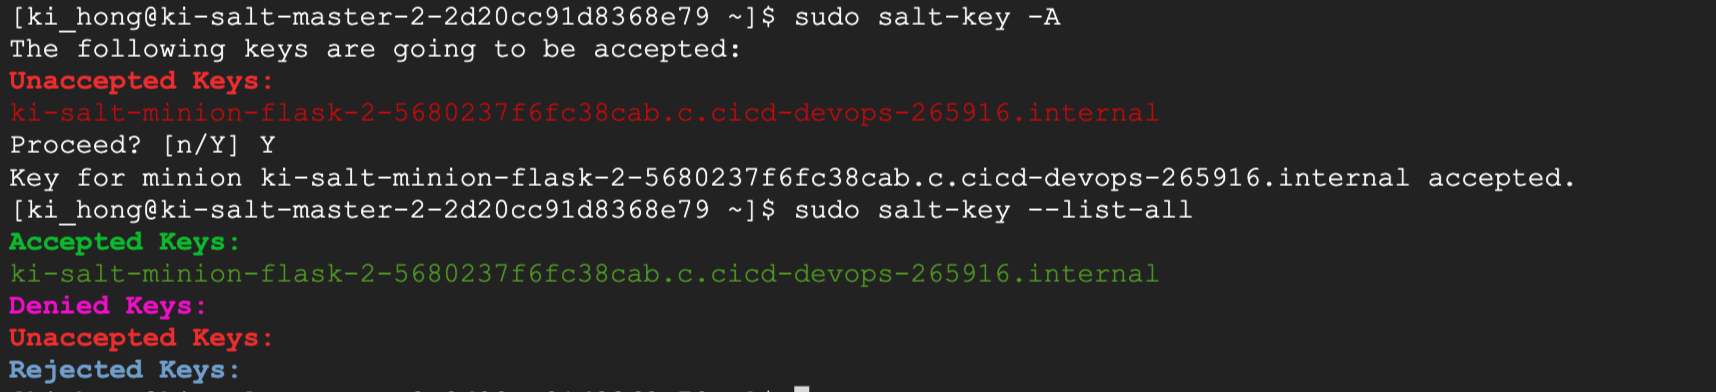 [ki_hong@ki-salt-master-2-2d20cc91d8368e79 ~]$ sudo salt-key -A
The following keys are going to be accepted:
Unaccepted Keys:
ki-salt-minion-flask-2-5680237f6fc38cab.c.cicd-devops-265916.internal
Proceed? [n/Y] Y
Key for minion ki-salt-minion-flask-2-5680237f6fc38cab.c.cicd-devops-265916.internal accepted.
[ki_hong@ki-salt-master-2-2d20cc91d8368e79 ~]$ sudo salt-key --list-all
Accepted Keys:
ki-salt-minion-flask-2-5680237f6fc38cab.c.cicd-devops-265916.internal
Denied Keys:
Unaccepted Keys:
Rejected Keys: